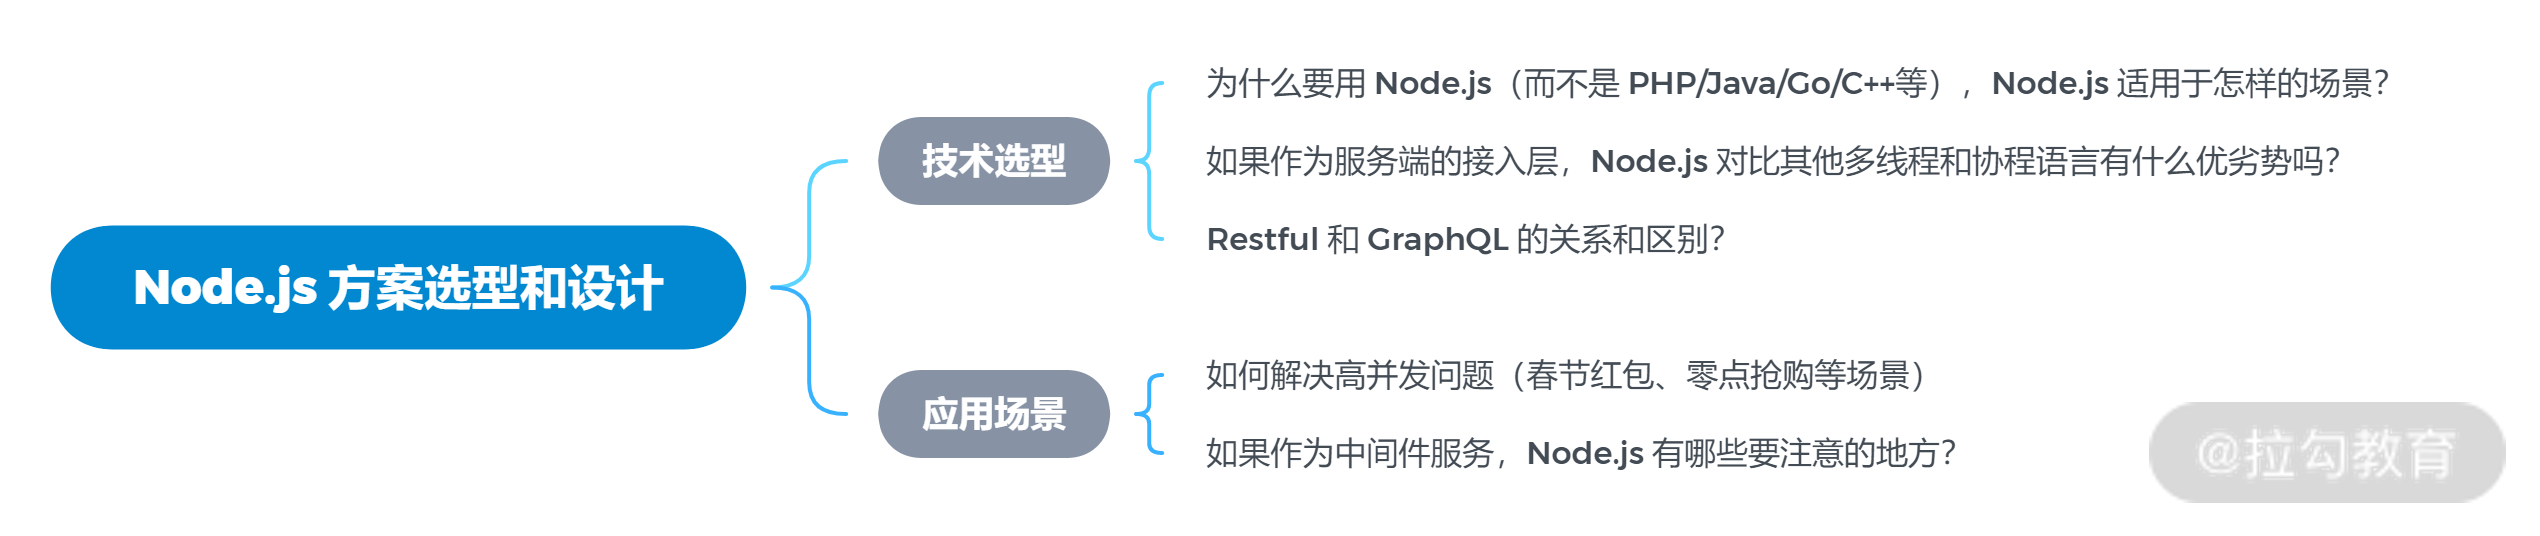 Node.js 方案选型和设计
技术选型
为什么要用 Node.js（而不是 PHP/Java/Go/C++等），Node.js 适用于怎样的场景？
如果作为服务端的接入层，Node.js 对比其他多线程和协程语言有什么优劣势吗？
Restful 和 GraphQL 的关系和区别？
应用场景
如何解决高并发问题（春节红包、零点抢购等场景）
如果作为中间件服务，Node.js 有哪些要注意的地方？
@拉勾教育